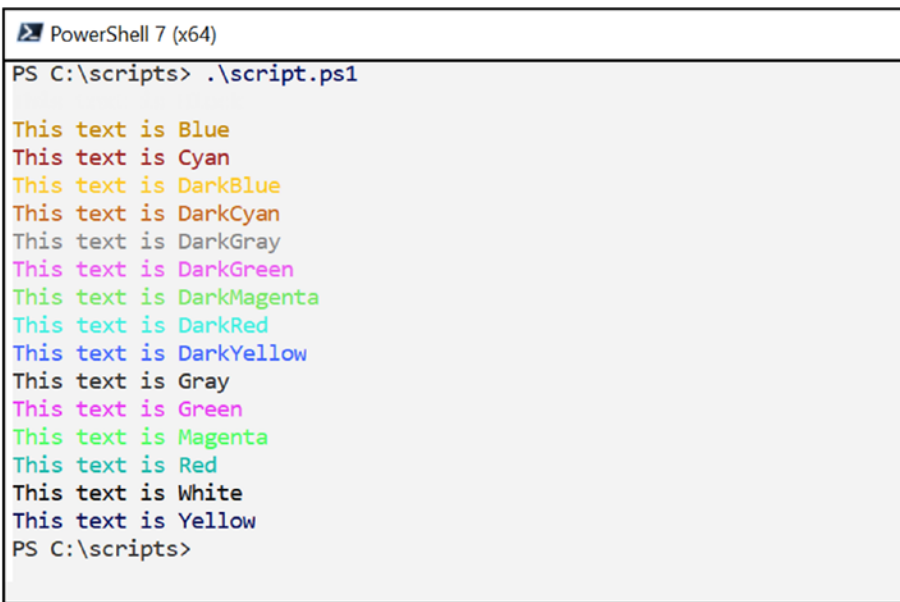 PowerShell 7 (x64)
PS C:\scripts> .\script.ps1
This text is Blue
This text is Cyan
This text is DarkBlue
This text is DarkCyan
This text is DarkGray
This text is DarkGreen
This text is DarkMagenta
This text is DarkRed
This text is DarkYellow
This text is Gray
This text is Green
This text is Magenta
This text is Red
This text is White
This text is Yellow
PS C:\scripts>